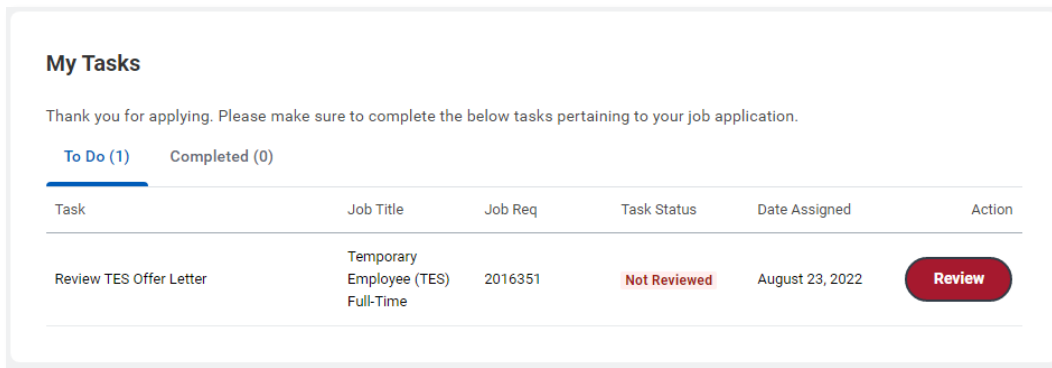 My Tasks
Thank you for applying. Please make sure to complete the below tasks pertaining to your job application.
To Do (1) Completed (0)
Task Job Title Job Req Task Status Date Assigned Action
Review TES Offer Letter
Temporary
Employee (TES)
Full-Time
2016351
Not Reviewed
August 23, 2022
Review